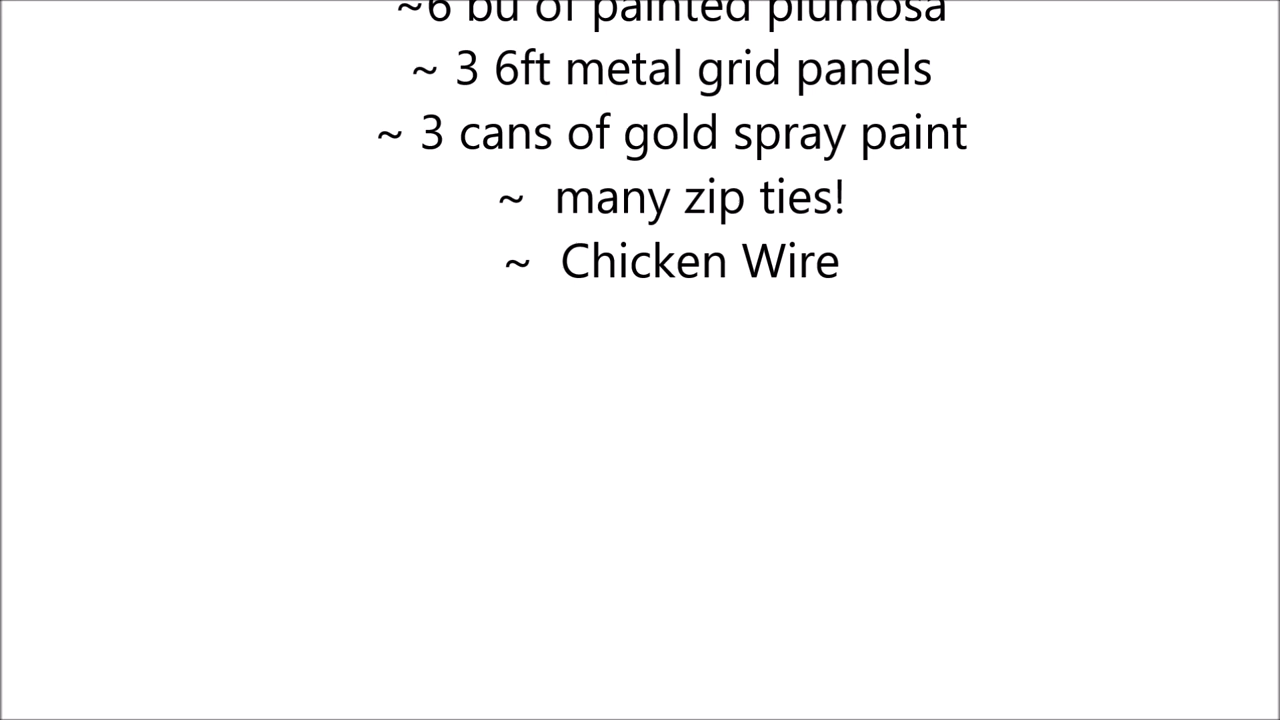 ~6 bu of painted plumosa
~ 3 6ft metal grid panels
~ 3 cans of gold spray paint
~ many zip ties!
~ Chicken Wire